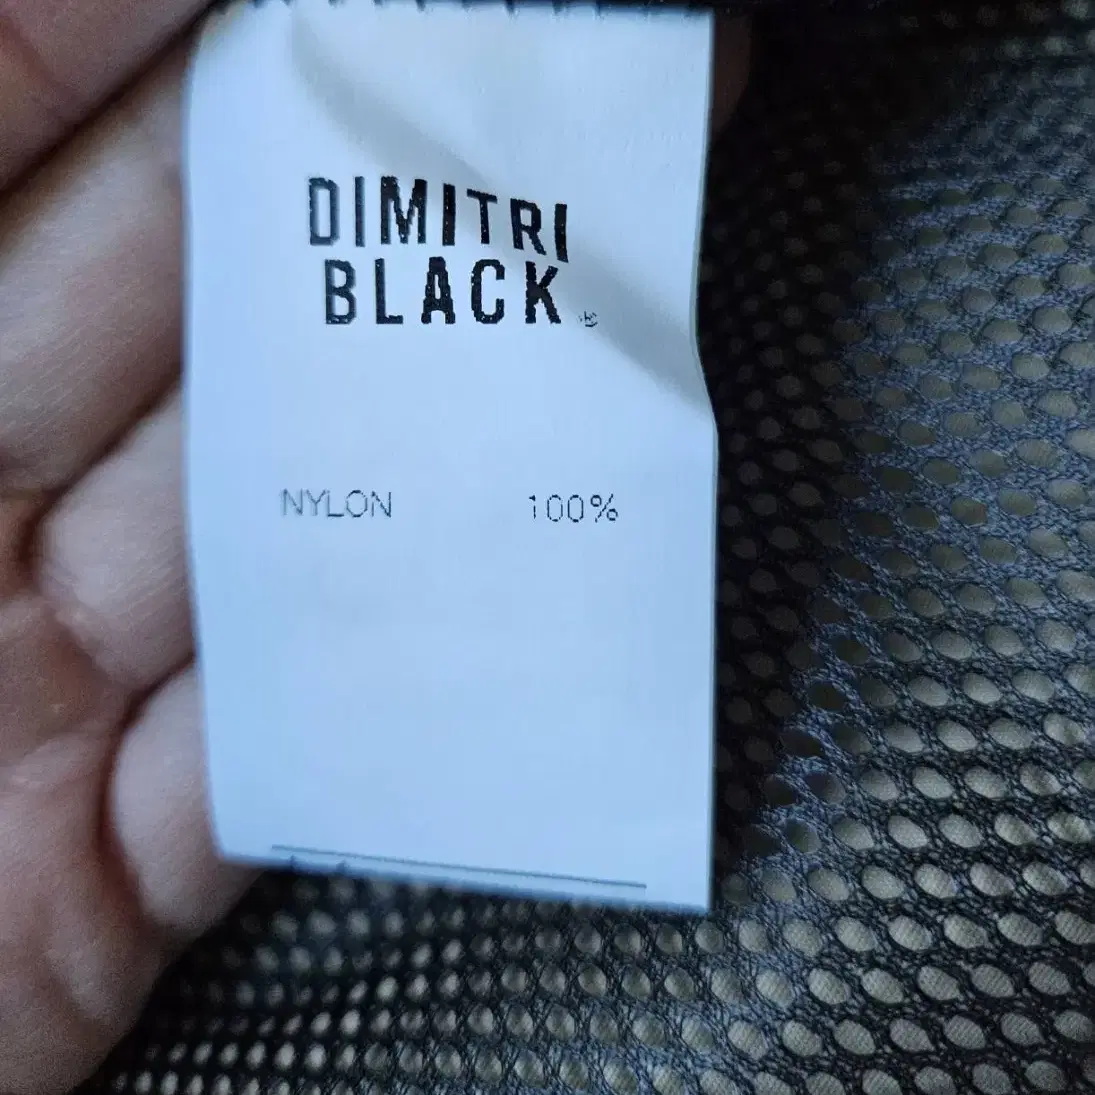 DIMITRI
BLACK®
NYLON 100%